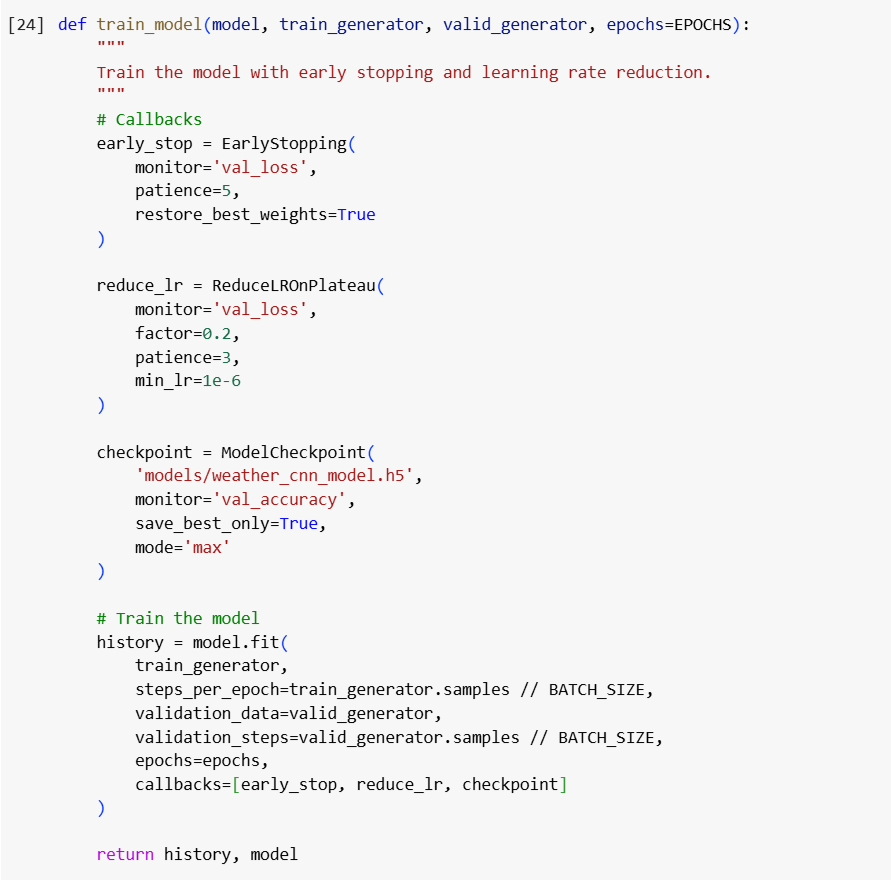 [24] def train_model(model, train_generator, valid_generator, epochs=EPOCHS):
    """
    Train the model with early stopping and learning rate reduction.
    """
    # Callbacks
    early_stop = EarlyStopping(
        monitor='val_loss',
        patience=5,
        restore_best_weights=True
    )

    reduce_lr = ReduceLROnPlateau(
        monitor='val_loss',
        factor=0.2,
        patience=3,
        min_lr=1e-6
    )

    checkpoint = ModelCheckpoint(
        'models/weather_cnn_model.h5',
        monitor='val_accuracy',
        save_best_only=True,
        mode='max'
    )

    # Train the model
    history = model.fit(
        train_generator,
        steps_per_epoch=train_generator.samples // BATCH_SIZE,
        validation_data=valid_generator,
        validation_steps=valid_generator.samples // BATCH_SIZE,
        epochs=epochs,
        callbacks=[early_stop, reduce_lr, checkpoint]
    )

    return history, model